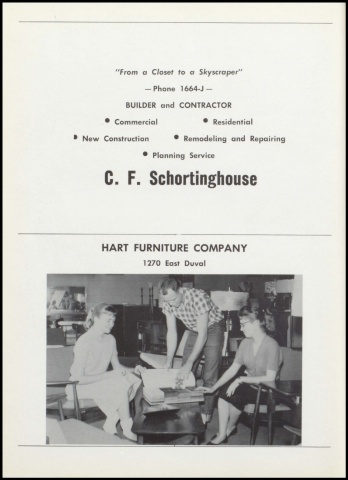 "From a Closet to a Skyscraper"
— Phone 1664-J —
BUILDER and CONTRACTOR
• Commercial • Residential
• New Construction • Remodeling and Repairing
• Planning Service
C. F. Schortinghouse
HART FURNITURE COMPANY
1270 East Duval